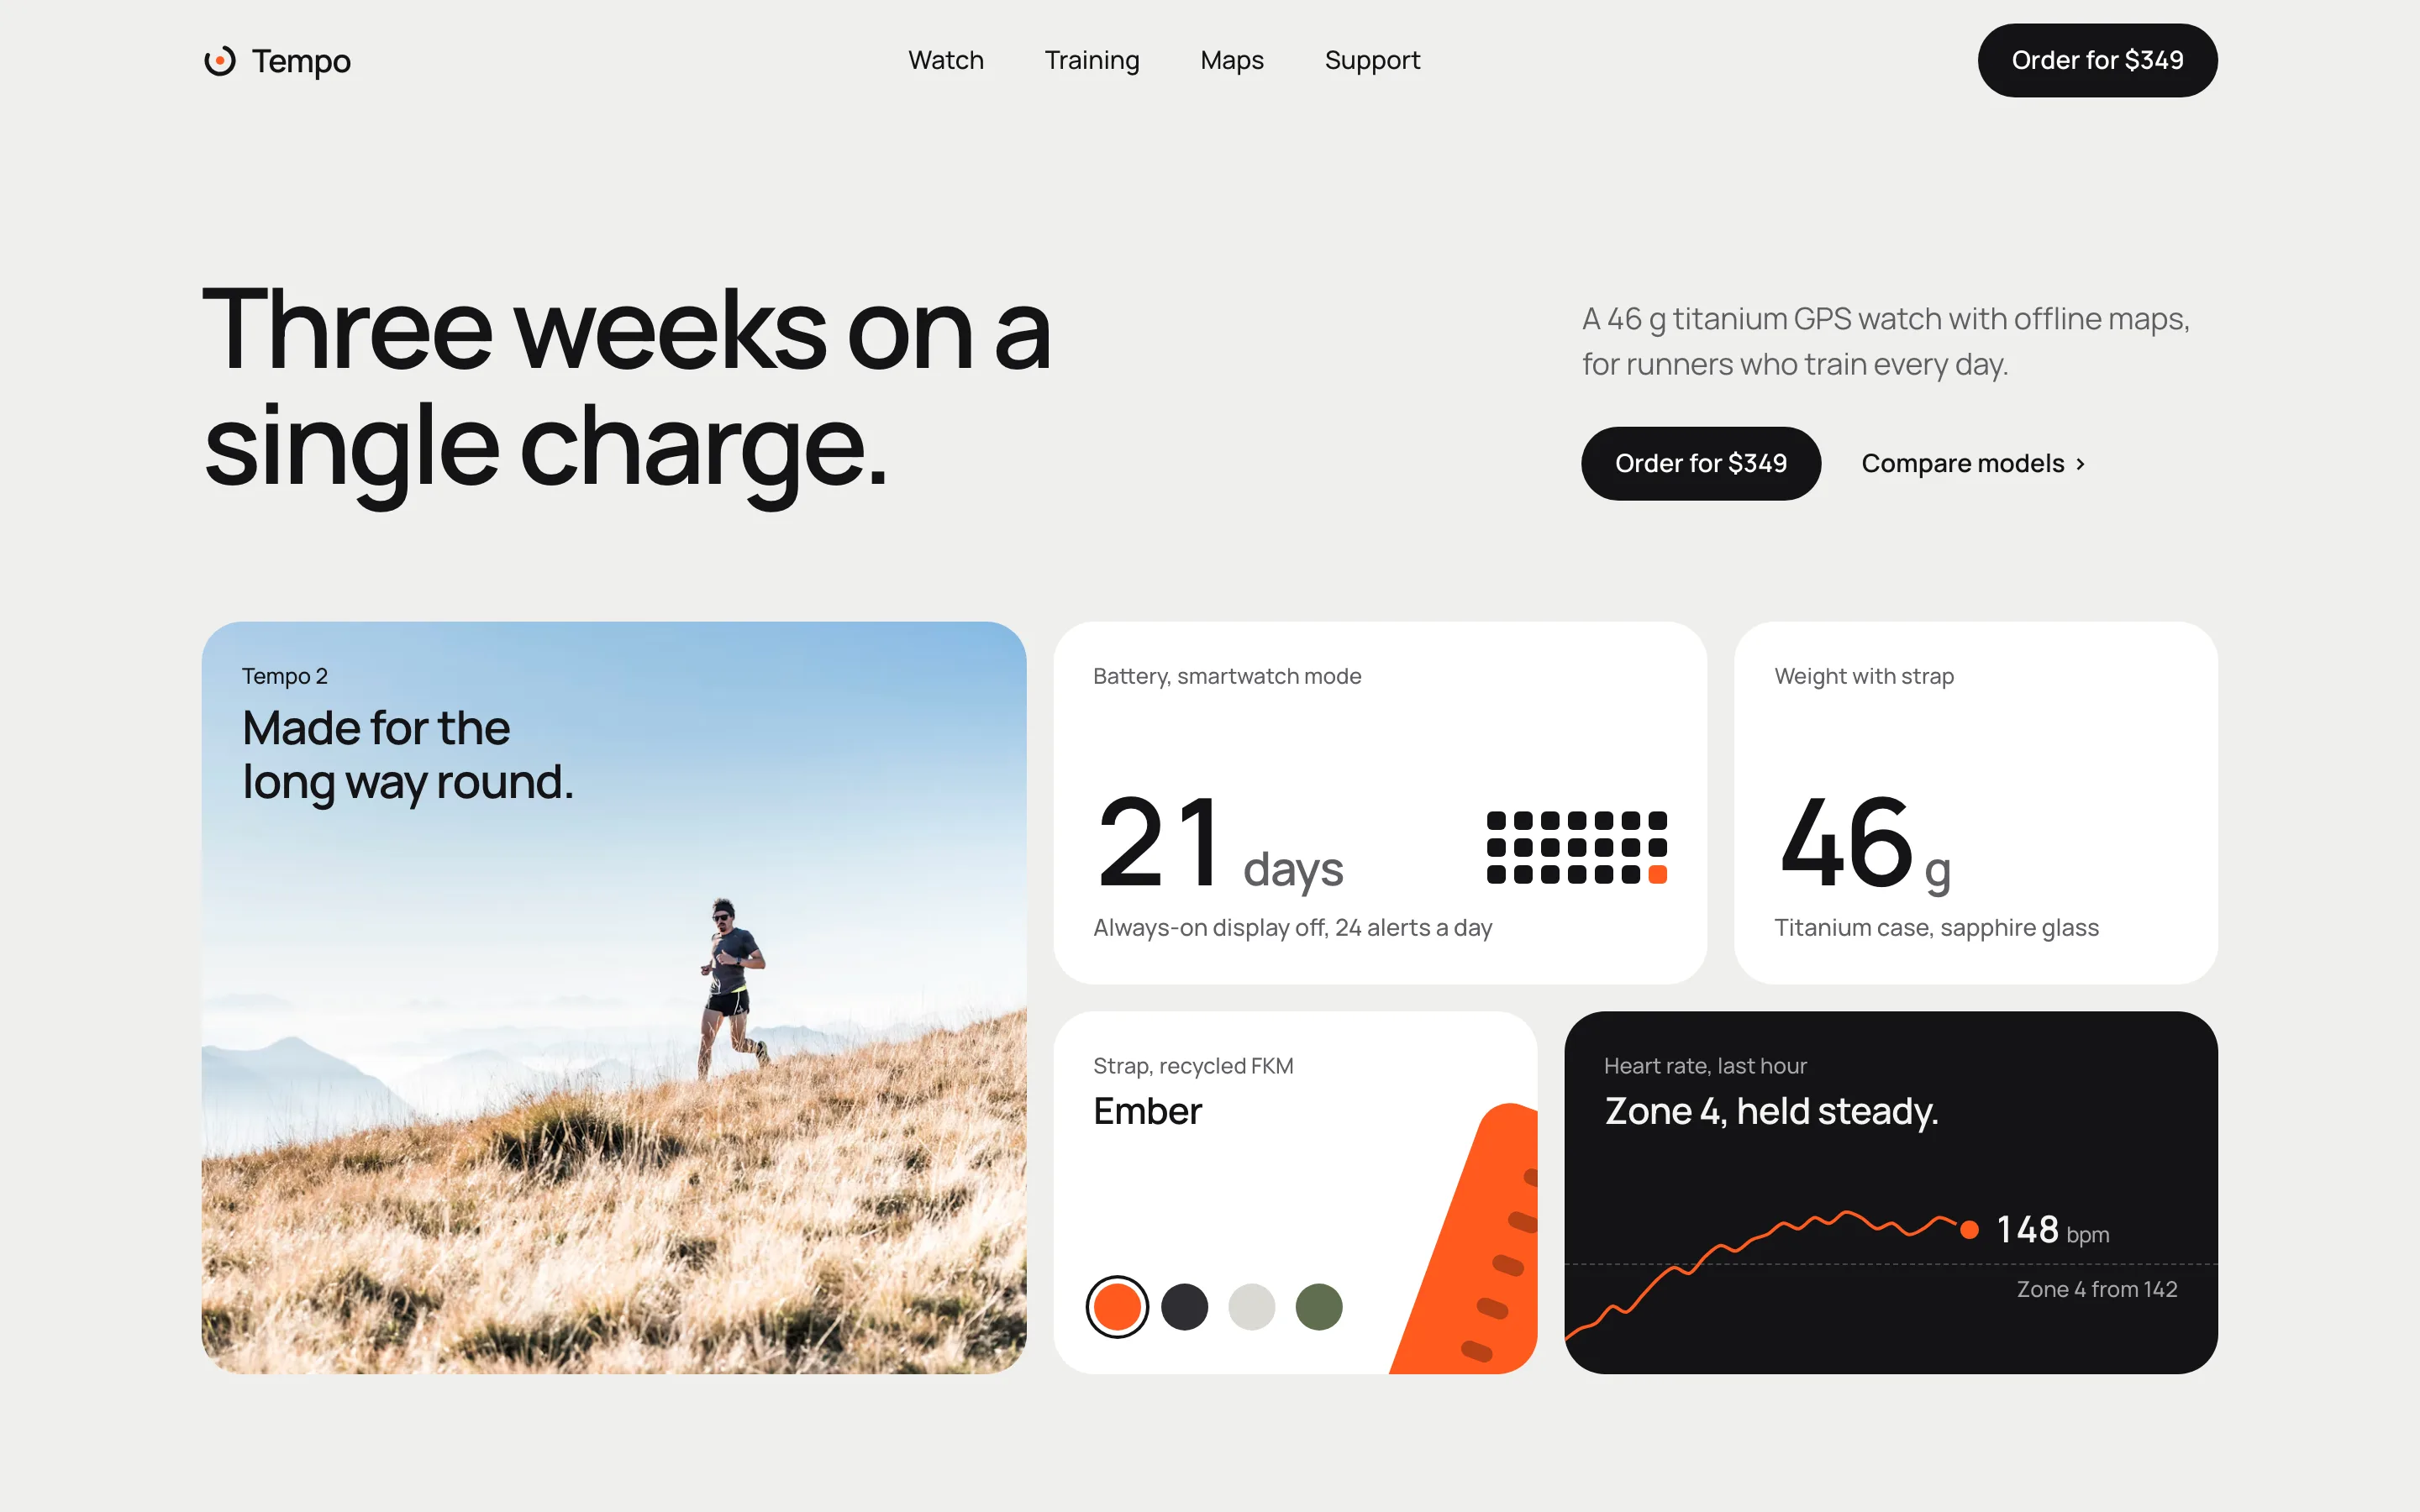 Tempo
Watch
Training
Maps
Support
Order for $349
Three weeks on a
single charge.
A 46 g titanium GPS watch with offline maps,
for runners who train every day.
Order for $349
Compare models ›
Tempo 2
Made for the
long way round.
Battery, smartwatch mode
21 days
Always-on display off, 24 alerts a day
Weight with strap
46 g
Titanium case, sapphire glass
Strap, recycled FKM
Ember
Heart rate, last hour
Zone 4, held steady.
148 bpm
Zone 4 from 142